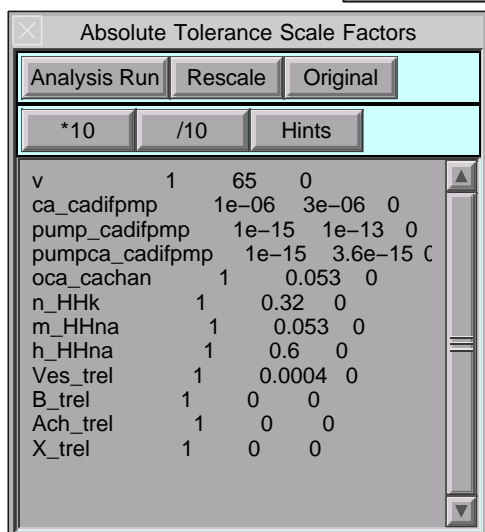 Absolute Tolerance Scale Factors
Analysis Run Rescale Original
*10 /10 Hints
v 1 65 0
ca_cadifpmp 1e−06 3e−06 0
pump_cadifpmp 1e−15 1e−13 0
pumpca_cadifpmp 1e−15 3.6e−15 0
oca_cachan 1 0.053 0
n_HHk 1 0.32 0
m_HHna 1 0.053 0
h_HHna 1 0.6 0
Ves_trel 1 0.0004 0
B_trel 1 0 0
Ach_trel 1 0 0
X_trel 1 0 0